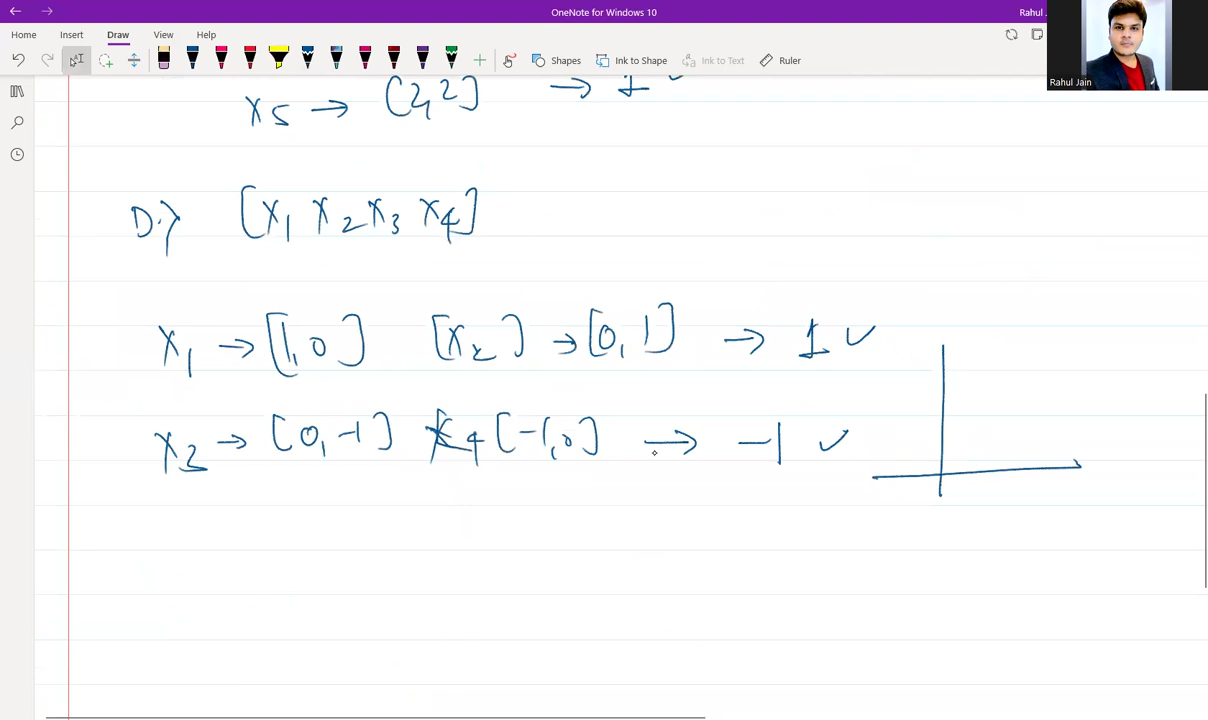 OneNote for Windows 10
Rahul J
Home Insert Draw View Help
Shapes Ink to Shape Ink to Text Ruler
Rahul Jain
x5 → [2,2] → 1 ✓
D:} [x1 x2 x3 x4]
x1 → [1,0] [x2] → [0,1] → 1 ✓
x3 → [0,-1] x4 [-1,0] → -1 ✓